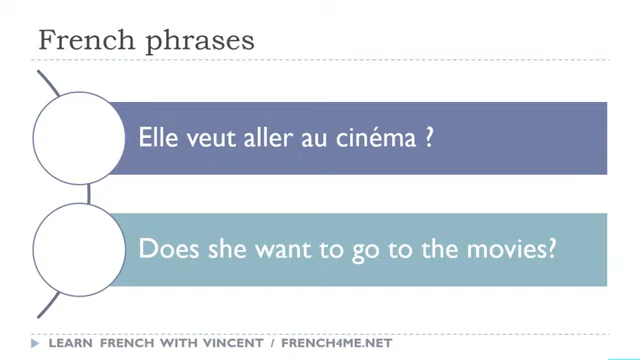 French phrases
Elle veut aller au cinéma ?
Does she want to go to the movies?
LEARN FRENCH WITH VINCENT / FRENCH4ME.NET